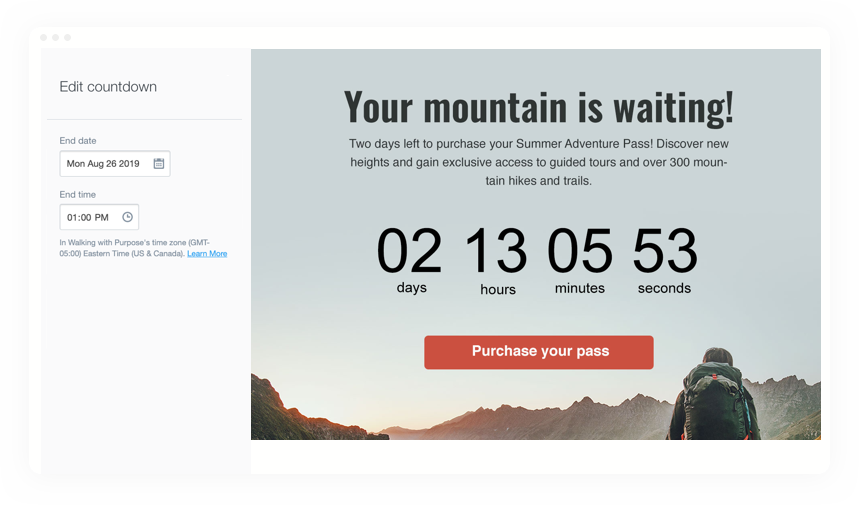 Edit countdown
End date
Mon Aug 26 2019
End time
01:00 PM
In Walking with Purpose's time zone (GMT-
05:00) Eastern Time (US & Canada). Learn More
Your mountain is waiting!
Two days left to purchase your Summer Adventure Pass! Discover new
heights and gain exclusive access to guided tours and over 300 moun-
tain hikes and trails.
02 13 05 53
days hours minutes seconds
Purchase your pass